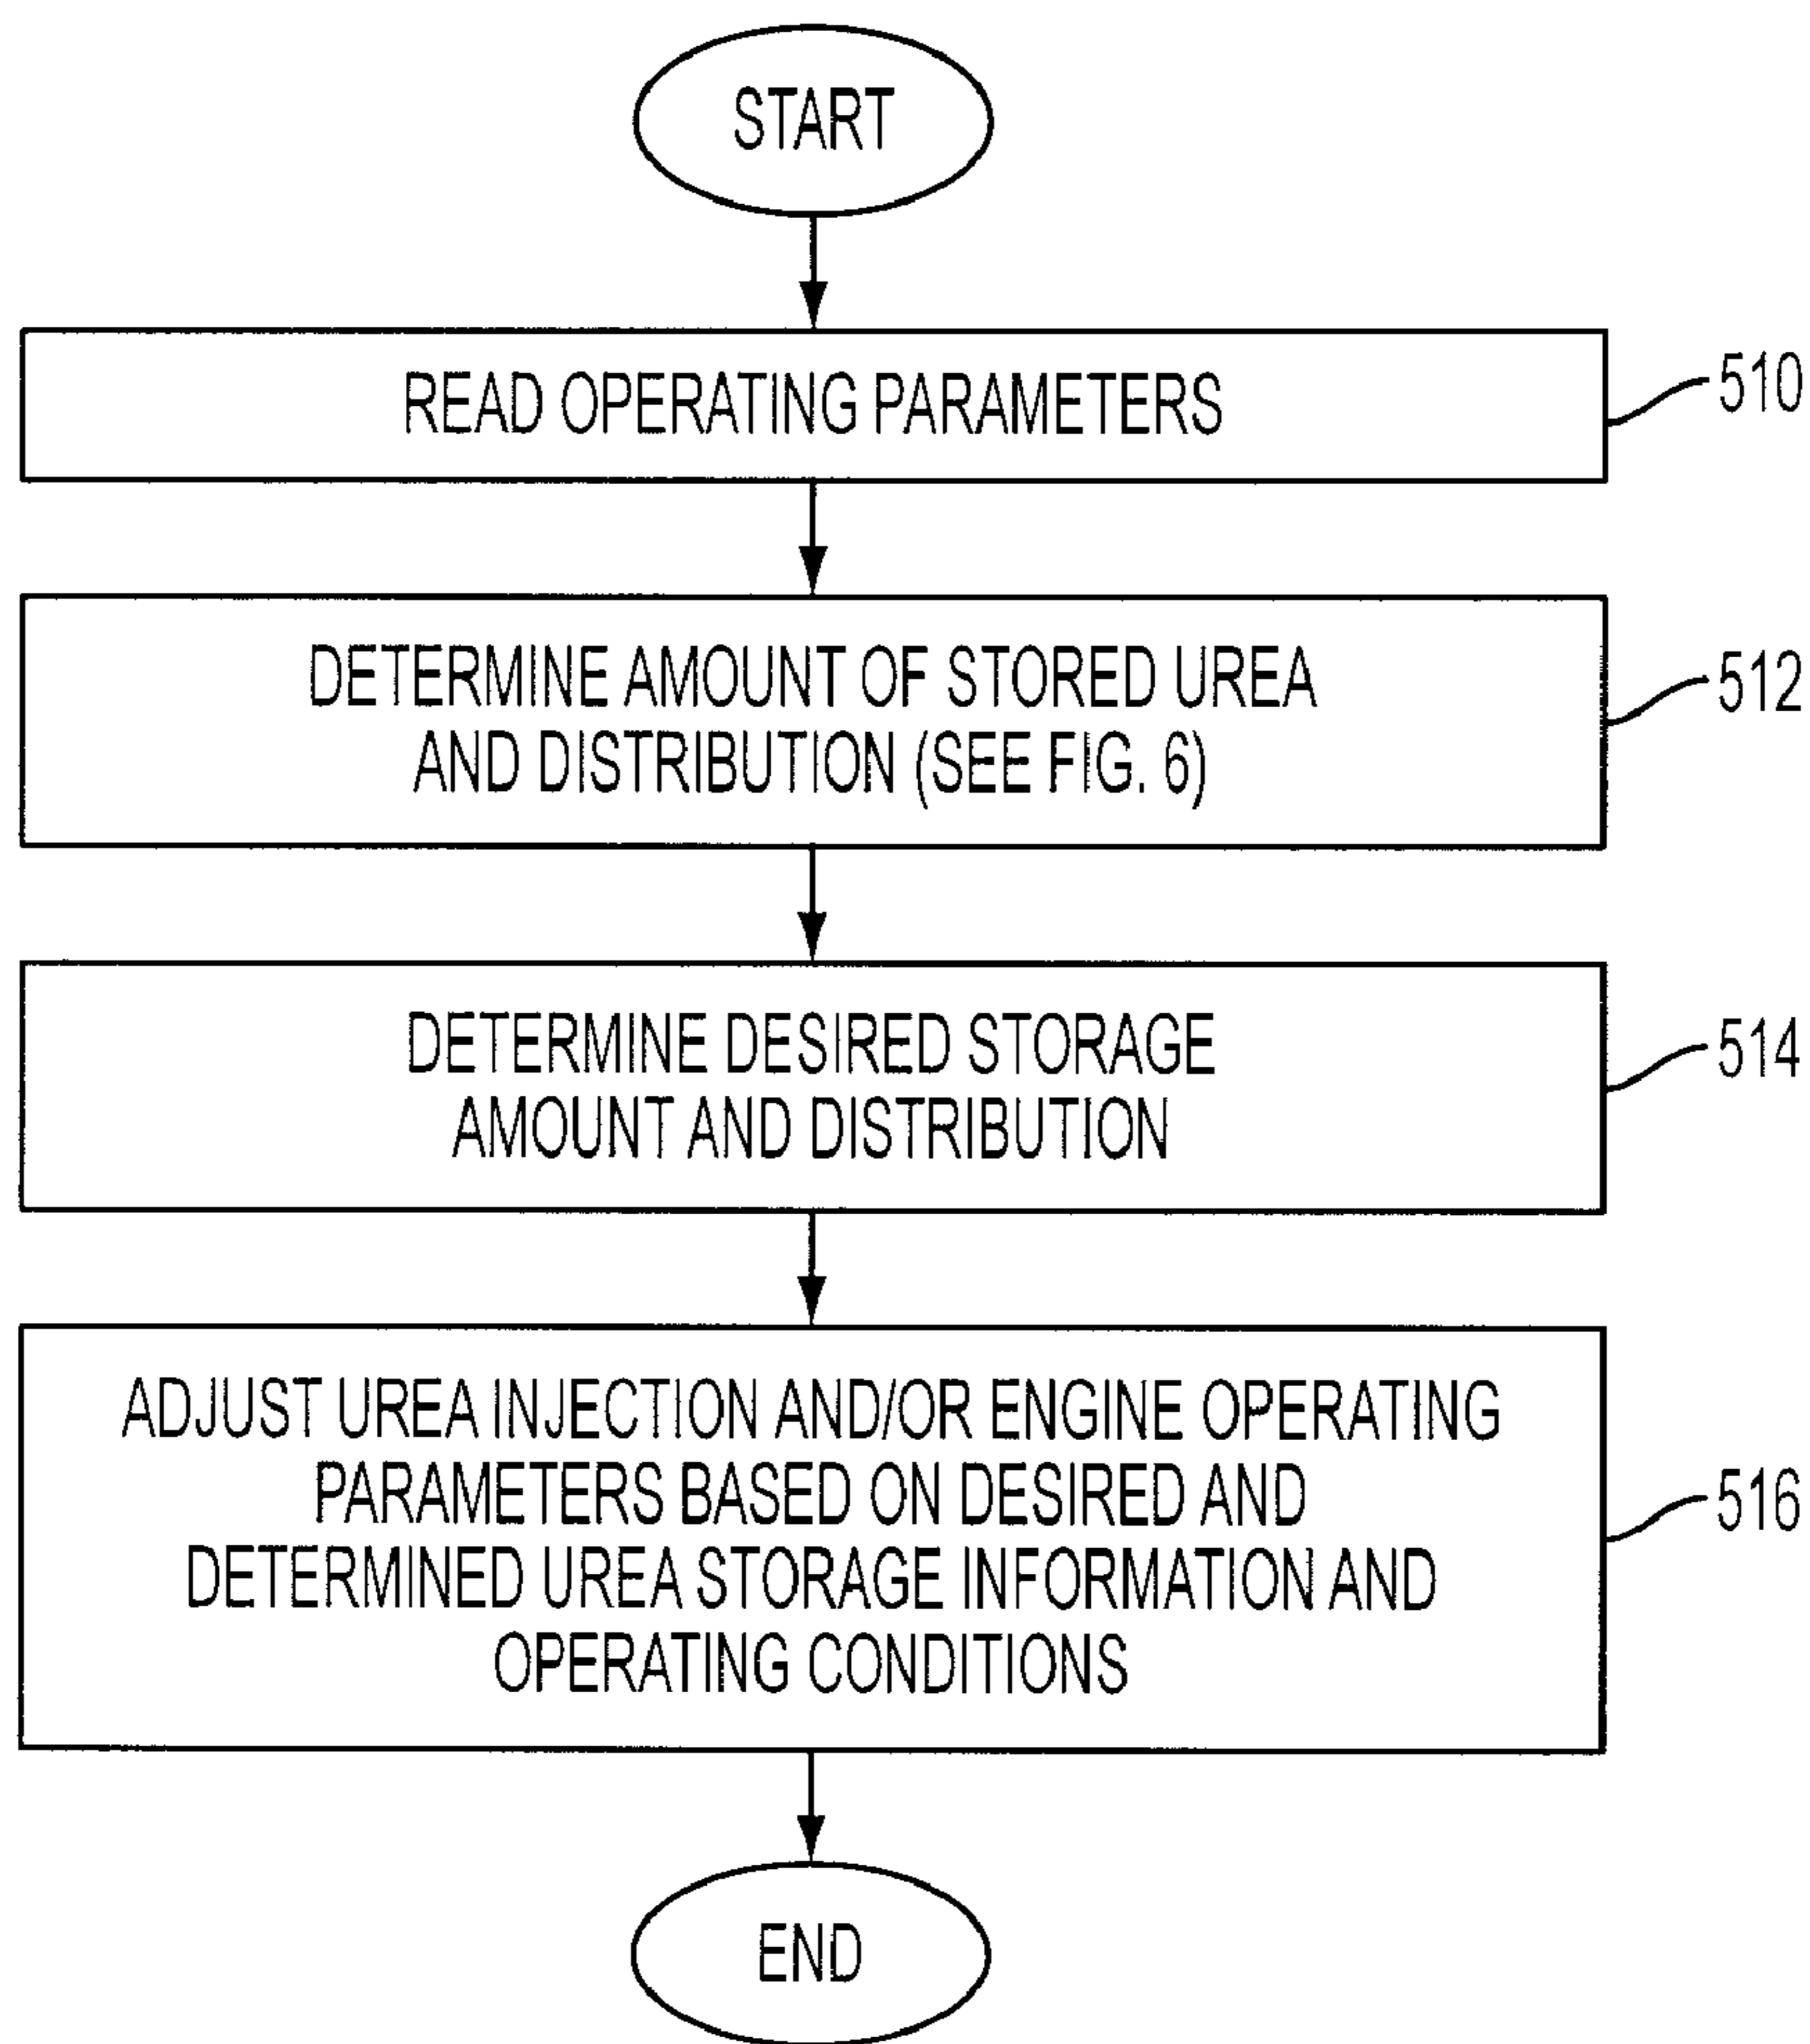 START
READ OPERATING PARAMETERS
510
DETERMINE AMOUNT OF STORED UREA
AND DISTRIBUTION (SEE FIG. 6)
512
DETERMINE DESIRED STORAGE
AMOUNT AND DISTRIBUTION
514
ADJUST UREA INJECTION AND/OR ENGINE OPERATING
PARAMETERS BASED ON DESIRED AND
DETERMINED UREA STORAGE INFORMATION AND
OPERATING CONDITIONS
516
END